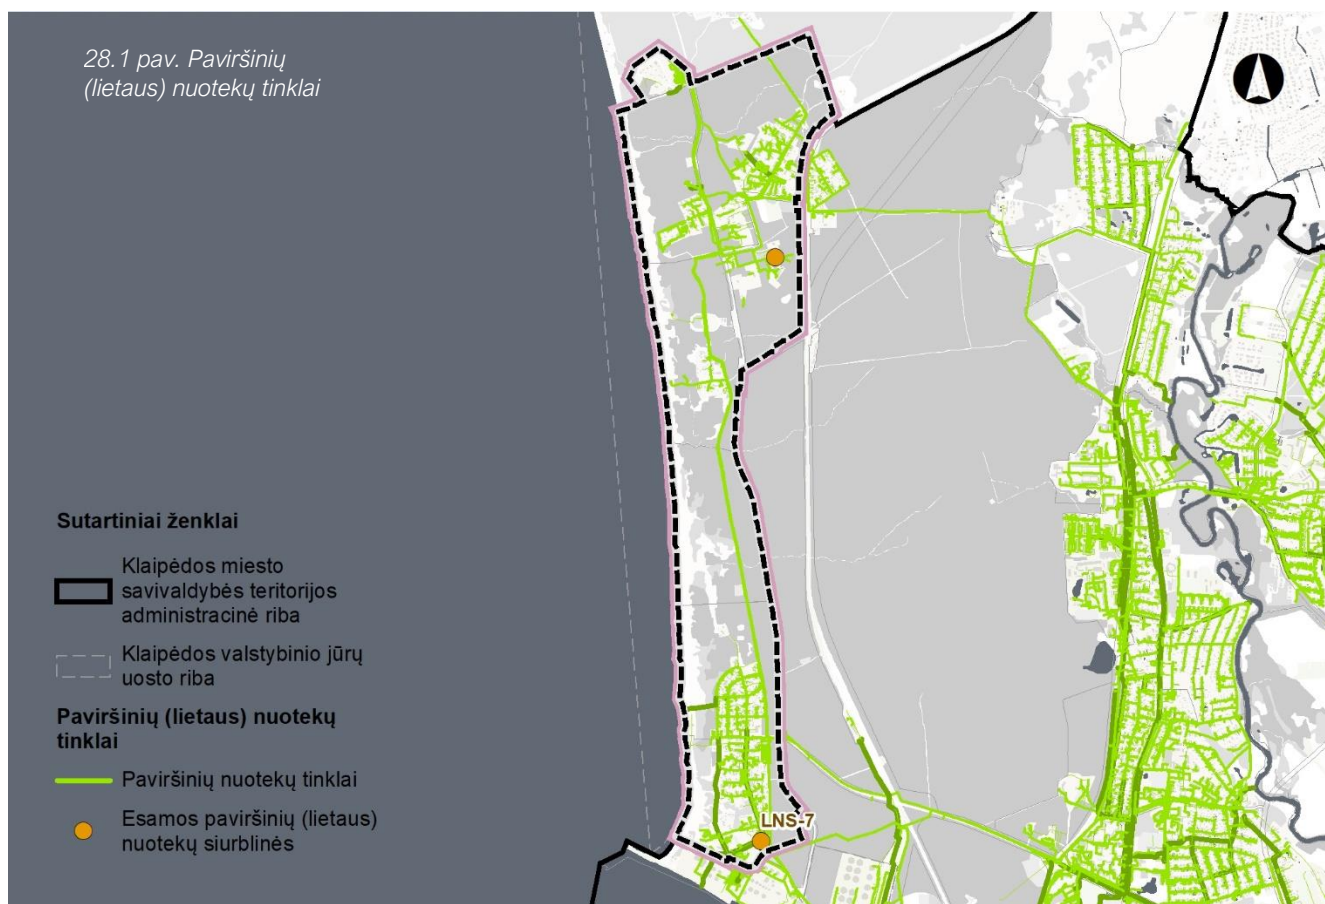 28.1 pav. Paviršinių
(lietaus) nuotekų tinklai
Sutartiniai ženklai
Klaipėdos miesto
savivaldybės teritorijos
administracinė riba
Klaipėdos valstybinio jūrų
uosto riba
Paviršinių (lietaus) nuotekų
tinklai
Paviršinių nuotekų tinklai
Esamos paviršinių (lietaus)
nuotekų siurblinės
LNS-7